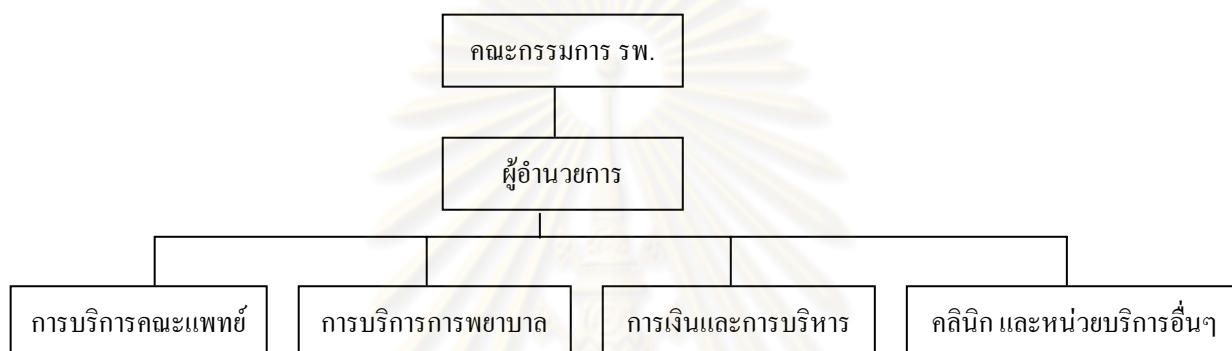 คณะกรรมการ รพ.
ผู้อำนวยการ
การบริการคณะแพทย์
การบริการการพยาบาล
การเงินและการบริหาร
คลินิก และหน่วยบริการอื่นๆ